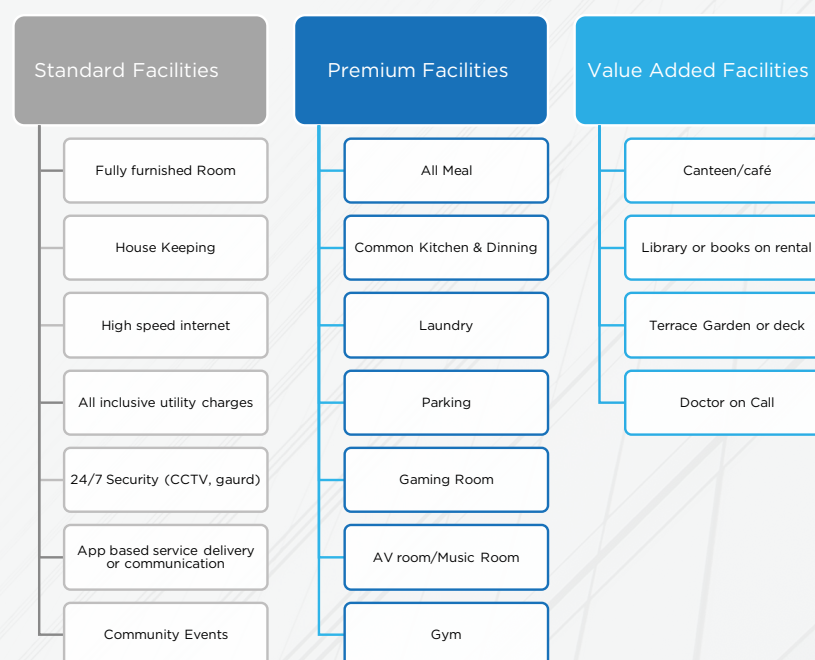 Standard Facilities
Fully furnished Room
House Keeping
High speed internet
All inclusive utility charges
24/7 Security (CCTV, gaurd)
App based service delivery
or communication
Community Events
Premium Facilities
All Meal
Common Kitchen & Dinning
Laundry
Parking
Gaming Room
AV room/Music Room
Gym
Value Added Facilities
Canteen/café
Library or books on rental
Terrace Garden or deck
Doctor on Call